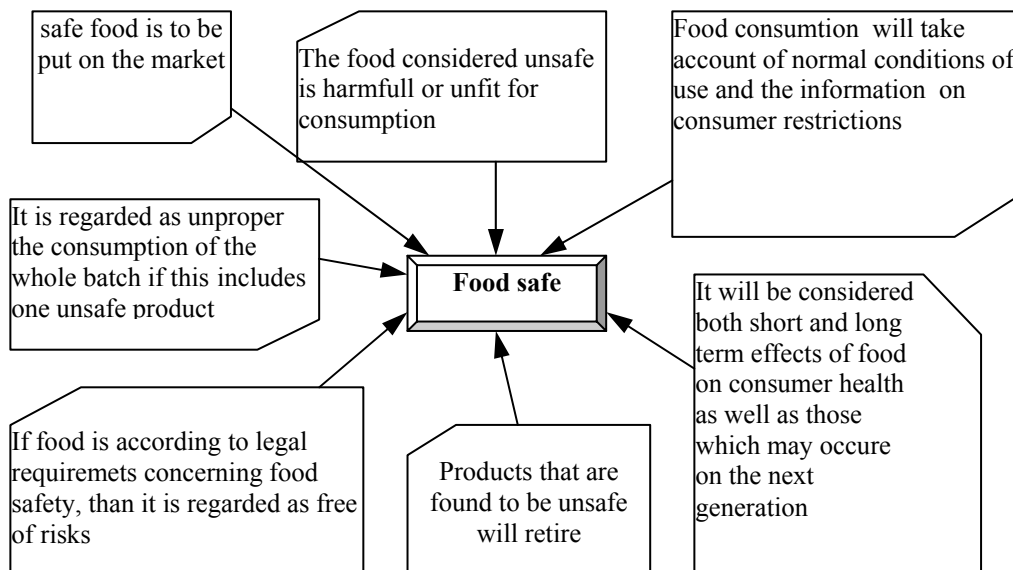 safe food is to be
put on the market
The food considered unsafe
is harmfull or unfit for
consumption
Food consumtion will take
account of normal conditions of
use and the information on
consumer restrictions
It is regarded as unproper
the consumption of the
whole batch if this includes
one unsafe product
Food safe
It will be considered
both short and long
term effects of food
on consumer health
as well as those
which may occure
on the next
generation
If food is according to legal
requiremets concerning food
safety, than it is regarded as free
of risks
Products that are
found to be unsafe
will retire